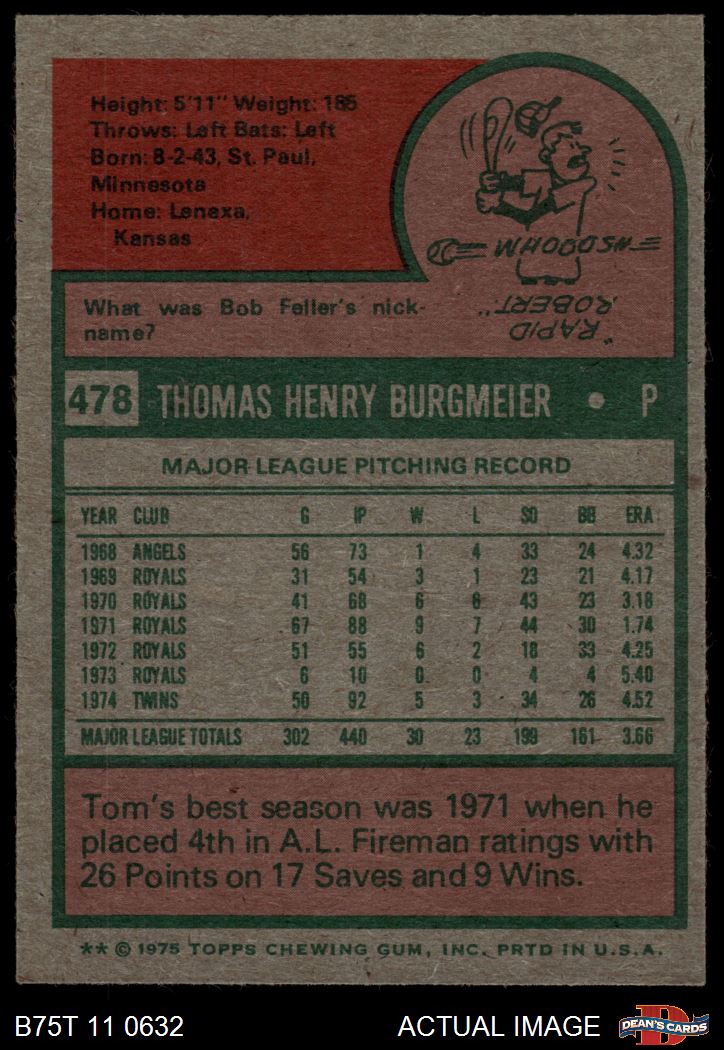 Height: 5'11" Weight: 185
Throws: Left Bats: Left
Born: 8-2-43, St. Paul,
Minnesota
Home: Lenexa,
Kansas
WHOOOSH
"RAPID
ROBERT"
What was Bob Feller's nick-
name?
478 THOMAS HENRY BURGMEIER • P
MAJOR LEAGUE PITCHING RECORD
YEAR CLUB G IP W L SO BB ERA
1968 ANGELS 56 73 1 4 33 24 4.32
1969 ROYALS 31 54 3 1 23 21 4.17
1970 ROYALS 41 68 6 6 43 23 3.18
1971 ROYALS 67 88 9 7 44 30 1.74
1972 ROYALS 51 55 6 2 18 33 4.25
1973 ROYALS 6 10 0 0 4 4 5.40
1974 TWINS 50 92 5 3 34 26 4.52
MAJOR LEAGUE TOTALS 302 440 30 23 199 161 3.66
Tom's best season was 1971 when he
placed 4th in A.L. Fireman ratings with
26 Points on 17 Saves and 9 Wins.
** © 1975 TOPPS CHEWING GUM, INC. PRTD IN U.S.A.
B75T 11 0632 ACTUAL IMAGE DEAN'S CARDS